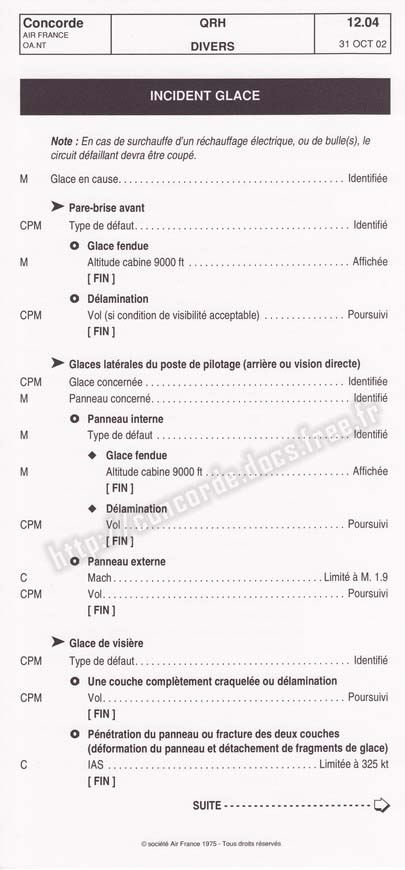 Concorde
AIR FRANCE
OA.NT
QRH
DIVERS
12.04
31 OCT 02
INCIDENT GLACE
Note : En cas de surchauffe d'un réchauffage électrique, ou de bulle(s), le
circuit défaillant devra être coupé.
M Glace en cause. . . . . . . . . . . . . . . . . . . . Identifiée
➤ Pare-brise avant
CPM Type de défaut. . . . . . . . . . . . . . . . . . . . Identifié
Glace fendue
M Altitude cabine 9000 ft . . . . . . . . . . . . . . . . . . . . Affichée
[ FIN ]
Délamination
CPM Vol (si condition de visibilité acceptable) . . . . . . . . . . . . . . Poursuivi
[ FIN ]
➤ Glaces latérales du poste de pilotage (arrière ou vision directe)
CPM Glace concernée . . . . . . . . . . . . . . . . . . . . Identifiée
M Panneau concerné. . . . . . . . . . . . . . . . . . . . Identifié
Panneau interne
M Type de défaut . . . . . . . . . . . . . . . . . . . . Identifié
◆ Glace fendue
M Altitude cabine 9000 ft . . . . . . . . . . . . . . . . . . . . Affichée
[ FIN ]
◆ Délamination
CPM Vol . . . . . . . . . . . . . . . . . . . . Poursuivi
[ FIN ]
Panneau externe
C Mach . . . . . . . . . . . . . . . . . . . . Limité à M. 1.9
CPM Vol. . . . . . . . . . . . . . . . . . . . Poursuivi
[ FIN ]
➤ Glace de visière
CPM Type de défaut. . . . . . . . . . . . . . . . . . . . Identifié
Une couche complètement craquelée ou délamination
CPM Vol. . . . . . . . . . . . . . . . . . . . Poursuivi
[ FIN ]
Pénétration du panneau ou fracture des deux couches
(déformation du panneau et détachement de fragments de glace)
C IAS . . . . . . . . . . . . . . . . . . . . Limitée à 325 kt
[ FIN ]
SUITE
© société Air France 1975 - Tous droits réservés
http://concorde.docs.free.fr